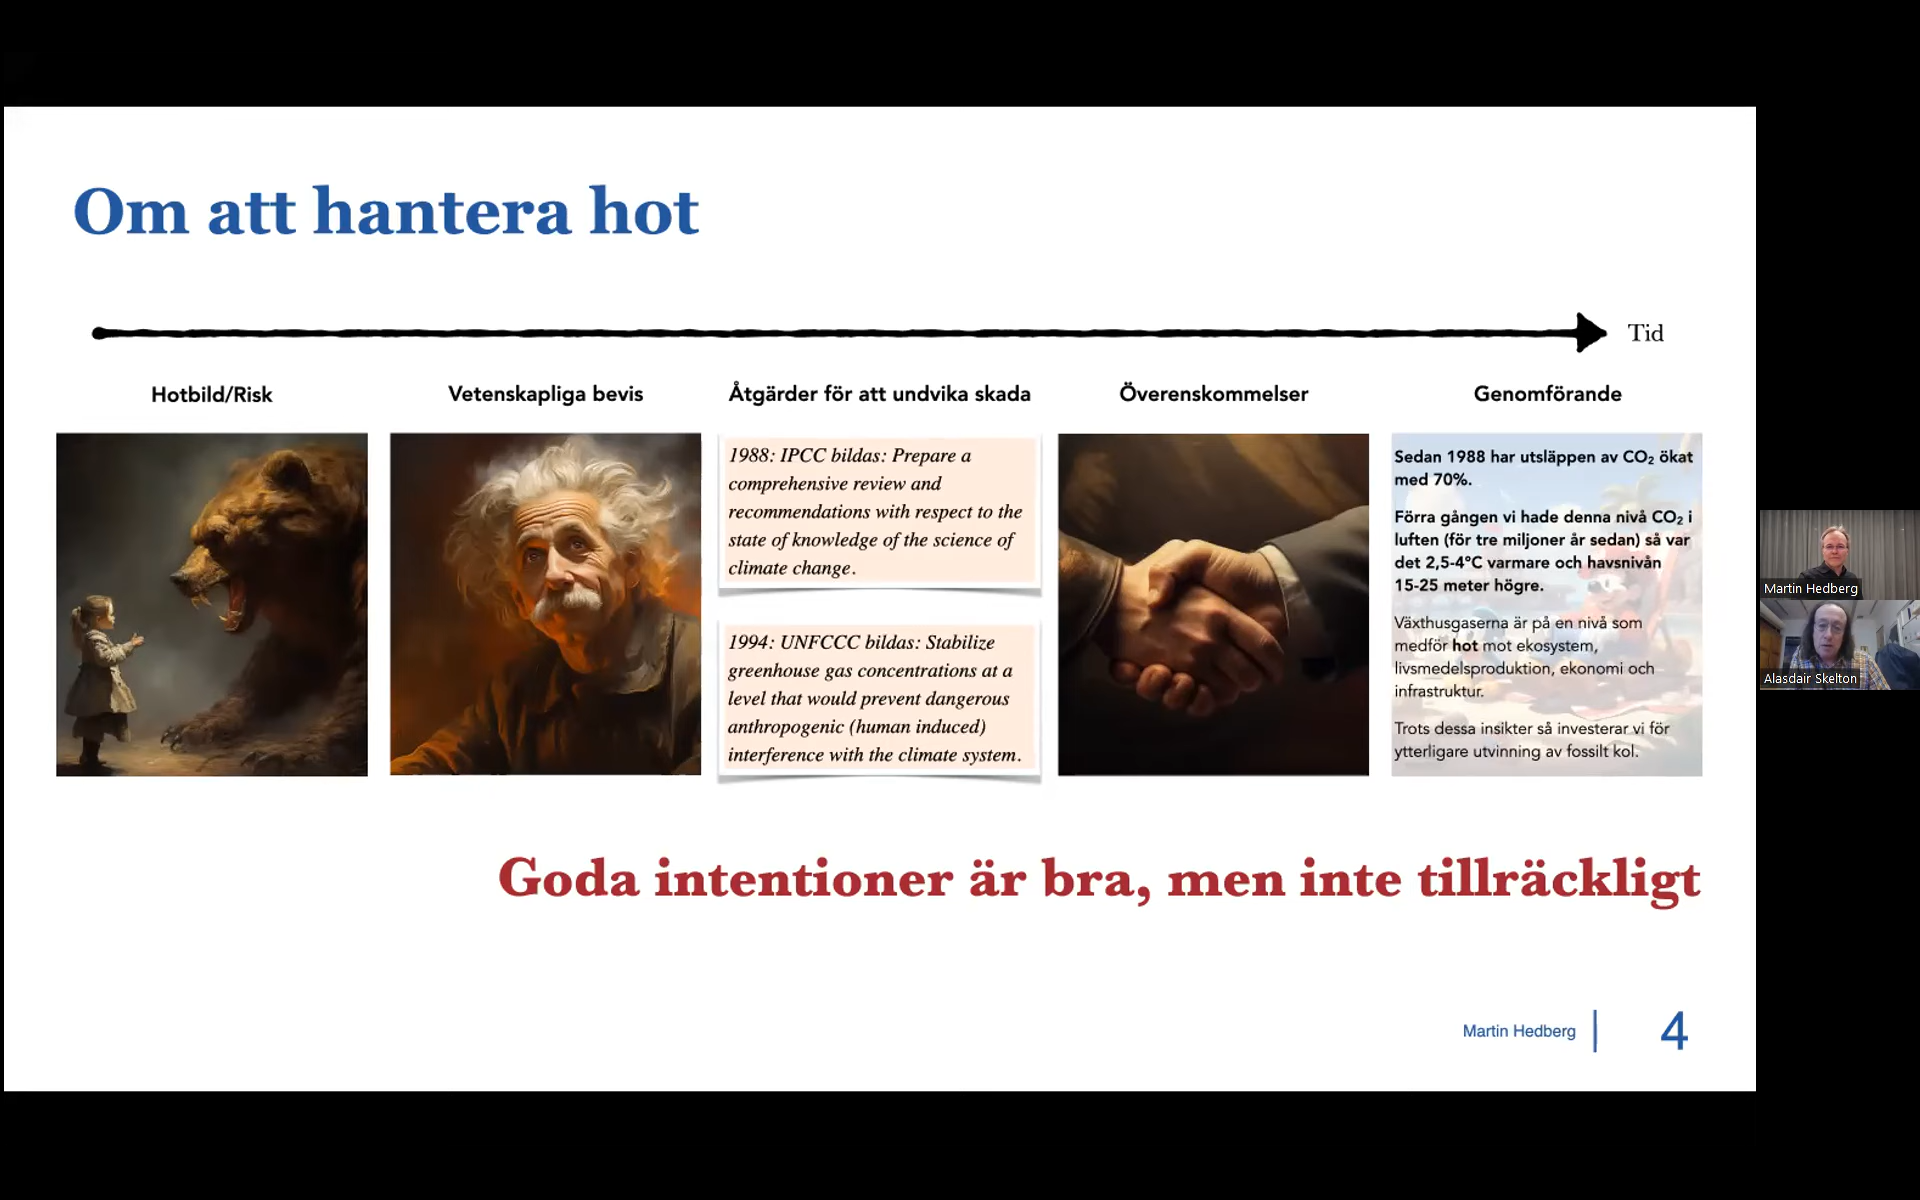 Om att hantera hot
Tid
Hotbild/Risk
Vetenskapliga bevis
Åtgärder för att undvika skada
Överenskommelser
Genomförande
1988: IPCC bildas: Prepare a
comprehensive review and
recommendations with respect to the
state of knowledge of the science of
climate change.
1994: UNFCCC bildas: Stabilize
greenhouse gas concentrations at a
level that would prevent dangerous
anthropogenic (human induced)
interference with the climate system.
Sedan 1988 har utsläppen av CO₂ ökat
med 70%.
Förra gången vi hade denna nivå CO₂ i
luften (för tre miljoner år sedan) så var
det 2,5-4°C varmare och havsnivån
15-25 meter högre.
Växthusgaserna är på en nivå som
medför hot mot ekosystem,
livsmedelsproduktion, ekonomi och
infrastruktur.
Trots dessa insikter så investerar vi för
ytterligare utvinning av fossilt kol.
Goda intentioner är bra, men inte tillräckligt
Martin Hedberg
4
Martin Hedberg
Alasdair Skelton